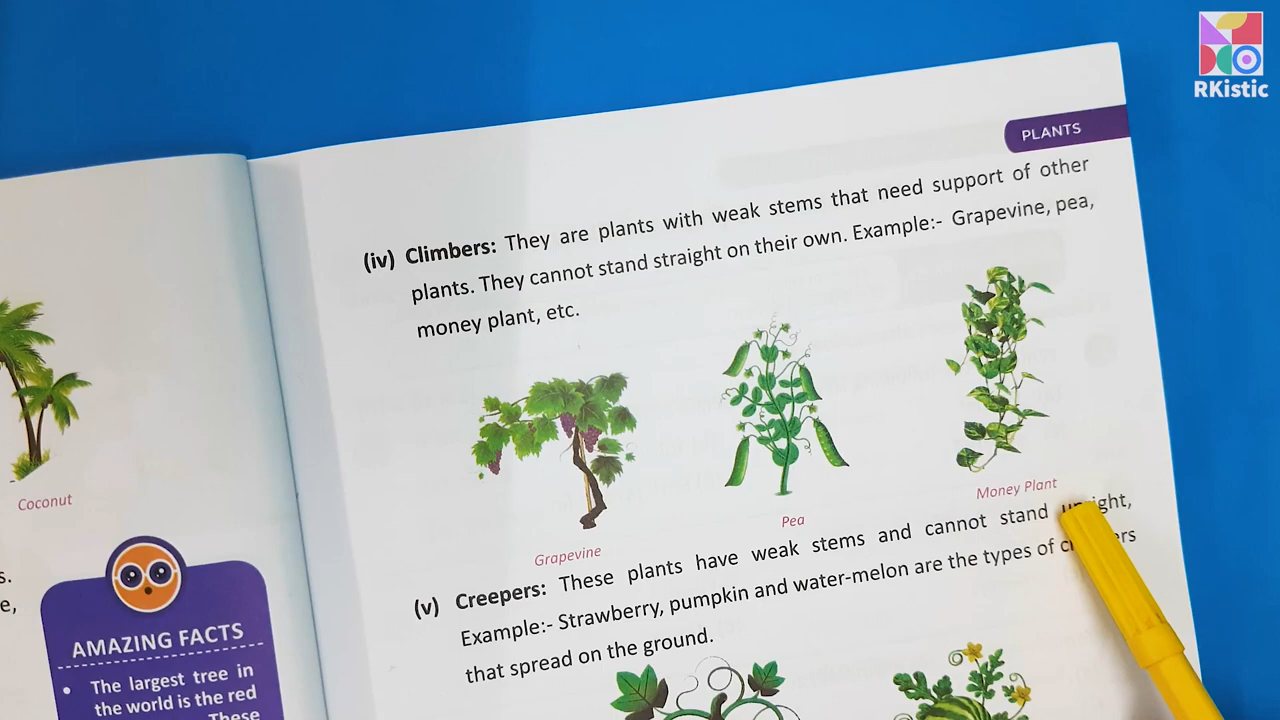 RKistic
PLANTS
(iv) Climbers: They are plants with weak stems that need support of other
plants. They cannot stand straight on their own. Example:- Grapevine, pea,
money plant, etc.
Grapevine
Pea
Money Plant
(v) Creepers: These plants have weak stems and cannot stand upright,
Example:- Strawberry, pumpkin and water-melon are the types of
that spread on the ground.
Coconut
s.
e,
AMAZING FACTS
• The largest tree in
the world is the red
These